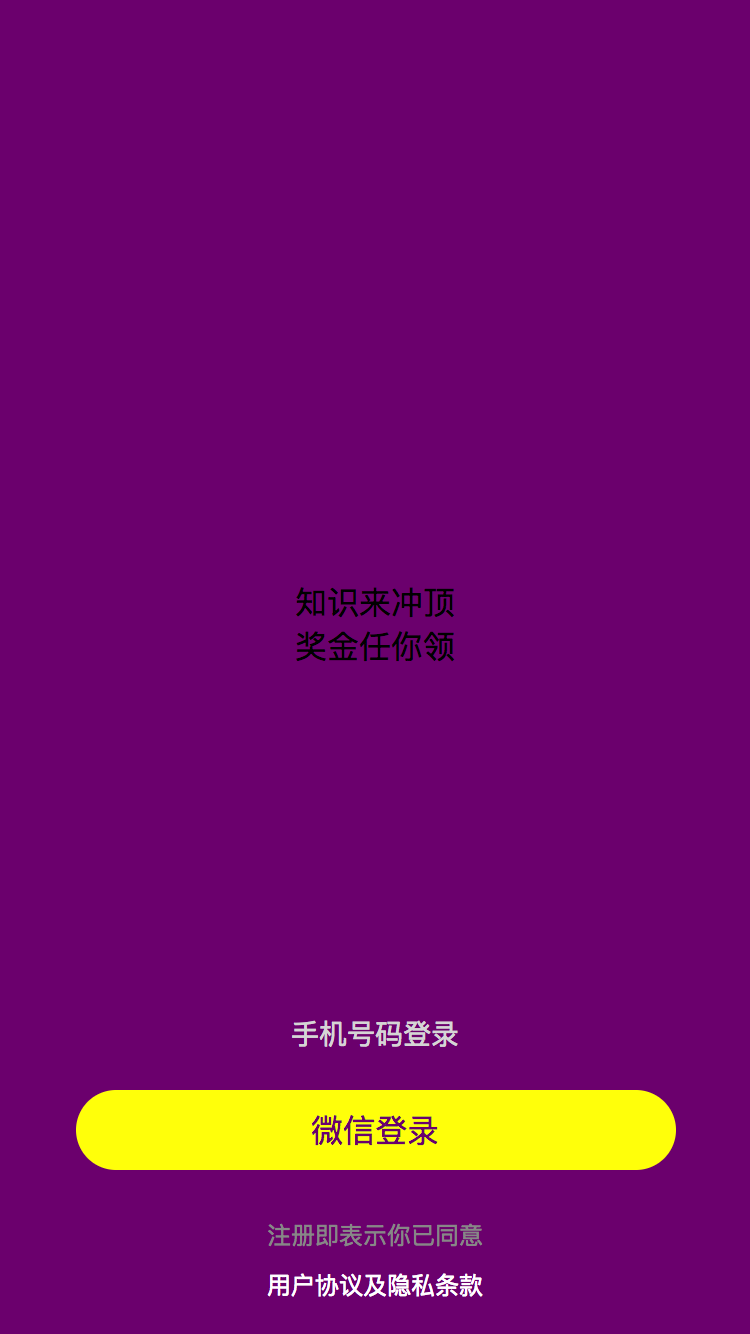 知识来冲顶
奖金任你领
手机号码登录
微信登录
注册即表示你已同意
用户协议及隐私条款